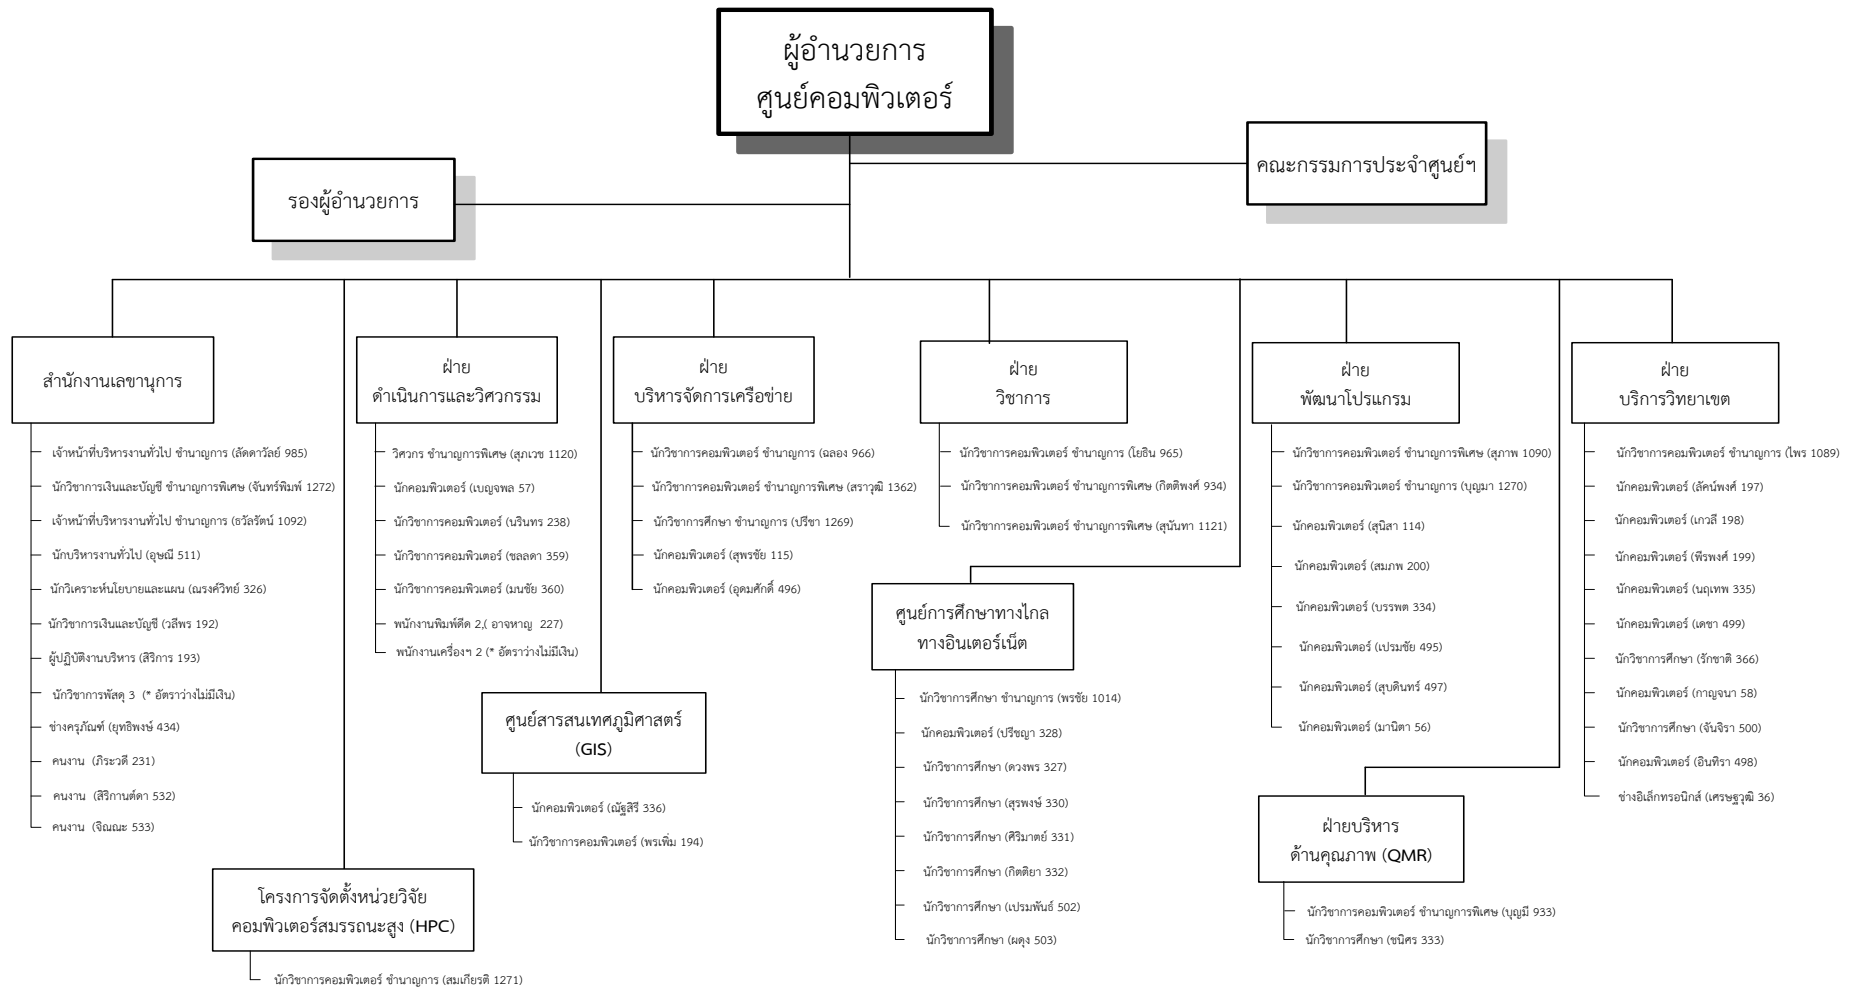 ผู้อำนวยการ
ศูนย์คอมพิวเตอร์
คณะกรรมการประจำศูนย์ฯ
รองผู้อำนวยการ
สำนักงานเลขานุการ
เจ้าหน้าที่บริหารงานทั่วไป ชำนาญการ (ลัดดาวัลย์ 985)
นักวิชาการเงินและบัญชี ชำนาญการพิเศษ (จันทร์พิมพ์ 1272)
เจ้าหน้าที่บริหารงานทั่วไป ชำนาญการ (ธวัลรัตน์ 1092)
นักบริหารงานทั่วไป (อุษณี 511)
นักวิเคราะห์นโยบายและแผน (ณรงค์วิทย์ 326)
นักวิชาการเงินและบัญชี (วลีพร 192)
ผู้ปฏิบัติงานบริหาร (สิริการ 193)
นักวิชาการพัสดุ 3 (* อัตราว่างไม่มีเงิน)
ช่างครุภัณฑ์ (ยุทธิพงษ์ 434)
คนงาน (ภิระวดี 231)
คนงาน (สิริกานต์ดา 532)
คนงาน (จิณณะ 533)
โครงการจัดตั้งหน่วยวิจัย
คอมพิวเตอร์สมรรถนะสูง (HPC)
นักวิชาการคอมพิวเตอร์ ชำนาญการ (สมเกียรติ 1271)
ฝ่าย
ดำเนินการและวิศวกรรม
วิศวกร ชำนาญการพิเศษ (สุภเวช 1120)
นักคอมพิวเตอร์ (เบญจพล 57)
นักวิชาการคอมพิวเตอร์ (นรินทร 238)
นักวิชาการคอมพิวเตอร์ (ชลลดา 359)
นักวิชาการคอมพิวเตอร์ (มนชัย 360)
พนักงานพิมพ์ดีด 2,( อาจหาญ 227)
พนักงานเครื่องฯ 2 (* อัตราว่างไม่มีเงิน)
ศูนย์สารสนเทศภูมิศาสตร์
(GIS)
นักคอมพิวเตอร์ (ณัฐสิรี 336)
นักวิชาการคอมพิวเตอร์ (พรเพิ่ม 194)
ฝ่าย
บริหารจัดการเครือข่าย
นักวิชาการคอมพิวเตอร์ ชำนาญการ (ฉลอง 966)
นักวิชาการคอมพิวเตอร์ ชำนาญการพิเศษ (สราวุฒิ 1362)
นักวิชาการศึกษา ชำนาญการ (ปรีชา 1269)
นักคอมพิวเตอร์ (สุพรชัย 115)
นักคอมพิวเตอร์ (อุดมศักดิ์ 496)
ฝ่าย
วิชาการ
นักวิชาการคอมพิวเตอร์ ชำนาญการ (โยธิน 965)
นักวิชาการคอมพิวเตอร์ ชำนาญการพิเศษ (กิตติพงศ์ 934)
นักวิชาการคอมพิวเตอร์ ชำนาญการพิเศษ (สุนันทา 1121)
ศูนย์การศึกษาทางไกล
ทางอินเตอร์เน็ต
นักวิชาการศึกษา ชำนาญการ (พรชัย 1014)
นักคอมพิวเตอร์ (ปรีชญา 328)
นักวิชาการศึกษา (ดวงพร 327)
นักวิชาการศึกษา (สุรพงษ์ 330)
นักวิชาการศึกษา (ศิริมาตย์ 331)
นักวิชาการศึกษา (กิตติยา 332)
นักวิชาการศึกษา (เปรมพันธ์ 502)
นักวิชาการศึกษา (ผดุง 503)
ฝ่าย
พัฒนาโปรแกรม
นักวิชาการคอมพิวเตอร์ ชำนาญการพิเศษ (สุภาพ 1090)
นักวิชาการคอมพิวเตอร์ ชำนาญการ (บุญมา 1270)
นักคอมพิวเตอร์ (สุนิสา 114)
นักคอมพิวเตอร์ (สมภพ 200)
นักคอมพิวเตอร์ (บรรพต 334)
นักคอมพิวเตอร์ (เปรมชัย 495)
นักคอมพิวเตอร์ (สุบดินทร์ 497)
นักคอมพิวเตอร์ (มานิตา 56)
ฝ่ายบริหาร
ด้านคุณภาพ (QMR)
นักวิชาการคอมพิวเตอร์ ชำนาญการพิเศษ (บุญมี 933)
นักวิชาการศึกษา (ชนิศร 333)
ฝ่าย
บริการวิทยาเขต
นักวิชาการคอมพิวเตอร์ ชำนาญการ (ไพร 1089)
นักคอมพิวเตอร์ (ลัคน์พงศ์ 197)
นักคอมพิวเตอร์ (เกวลี 198)
นักคอมพิวเตอร์ (พีรพงศ์ 199)
นักคอมพิวเตอร์ (นฤเทพ 335)
นักคอมพิวเตอร์ (เดชา 499)
นักวิชาการศึกษา (รักชาติ 366)
นักคอมพิวเตอร์ (กาญจนา 58)
นักวิชาการศึกษา (จันจิรา 500)
นักคอมพิวเตอร์ (อินทิรา 498)
ช่างอิเล็กทรอนิกส์ (เศรษฐวุฒิ 36)